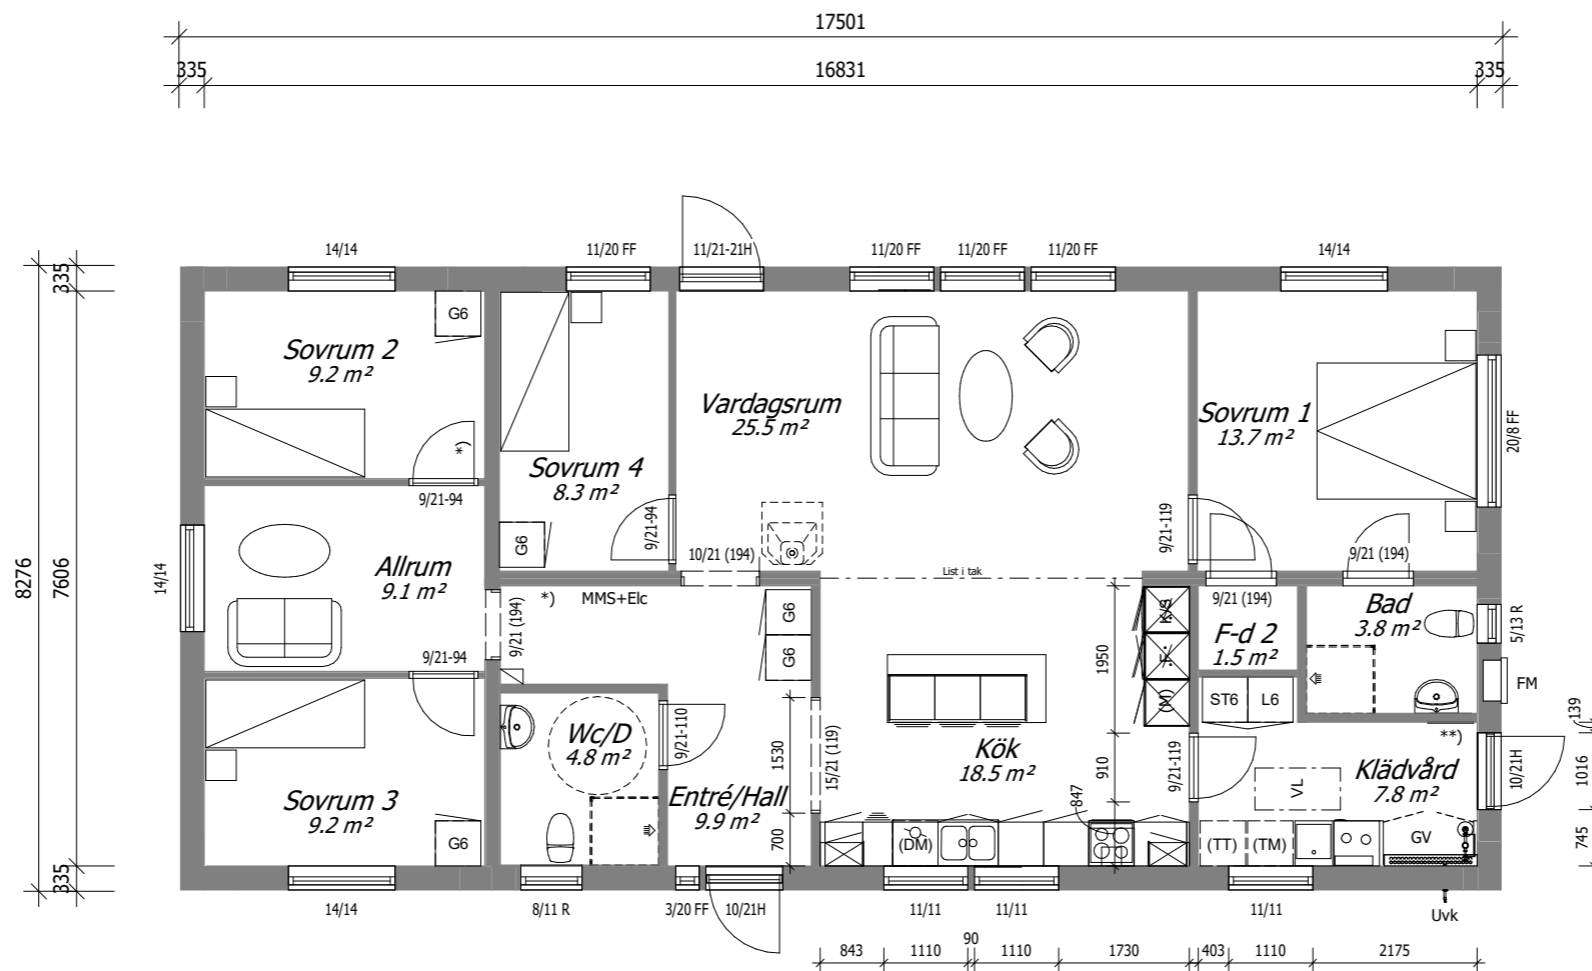 17501
335
16831
335
14/14
11/20 FF
11/21-21H
11/20 FF
11/20 FF
11/20 FF
14/14
335
G6
Sovrum 2
9.2 m²
*)
9/21-94
Sovrum 4
8.3 m²
G6
9/21-94
Vardagsrum
25.5 m²
10/21 (194)
9/21-119
Sovrum 1
13.7 m²
20/8 FF
9/21 (194)
8276
7606
14/14
Allrum
9.1 m²
9/21 (194)
9/21-94
*)
MMS+Elc
G6
G6
List i tak
K/S
F
(M)
11950
9/21 (194)
F-d 2
1.5 m²
Bad
3.8 m²
5/13 R
FM
ST6
L6
Sovrum 3
9.2 m²
G6
Wc/D
4.8 m²
9/21-110
Entré/Hall
9.9 m²
1530
700
15/21 (119)
Kök
18.5 m²
910
847
9/21-119
(DM)
VL
**)
Klädvård
7.8 m²
10/21H
(TT)
(TM)
GV
139
1016
745
335
14/14
8/11 R
3/20 FF
10/21H
11/11
11/11
11/11
Uvk
843
1110
90
1110
1730
403
1110
2175